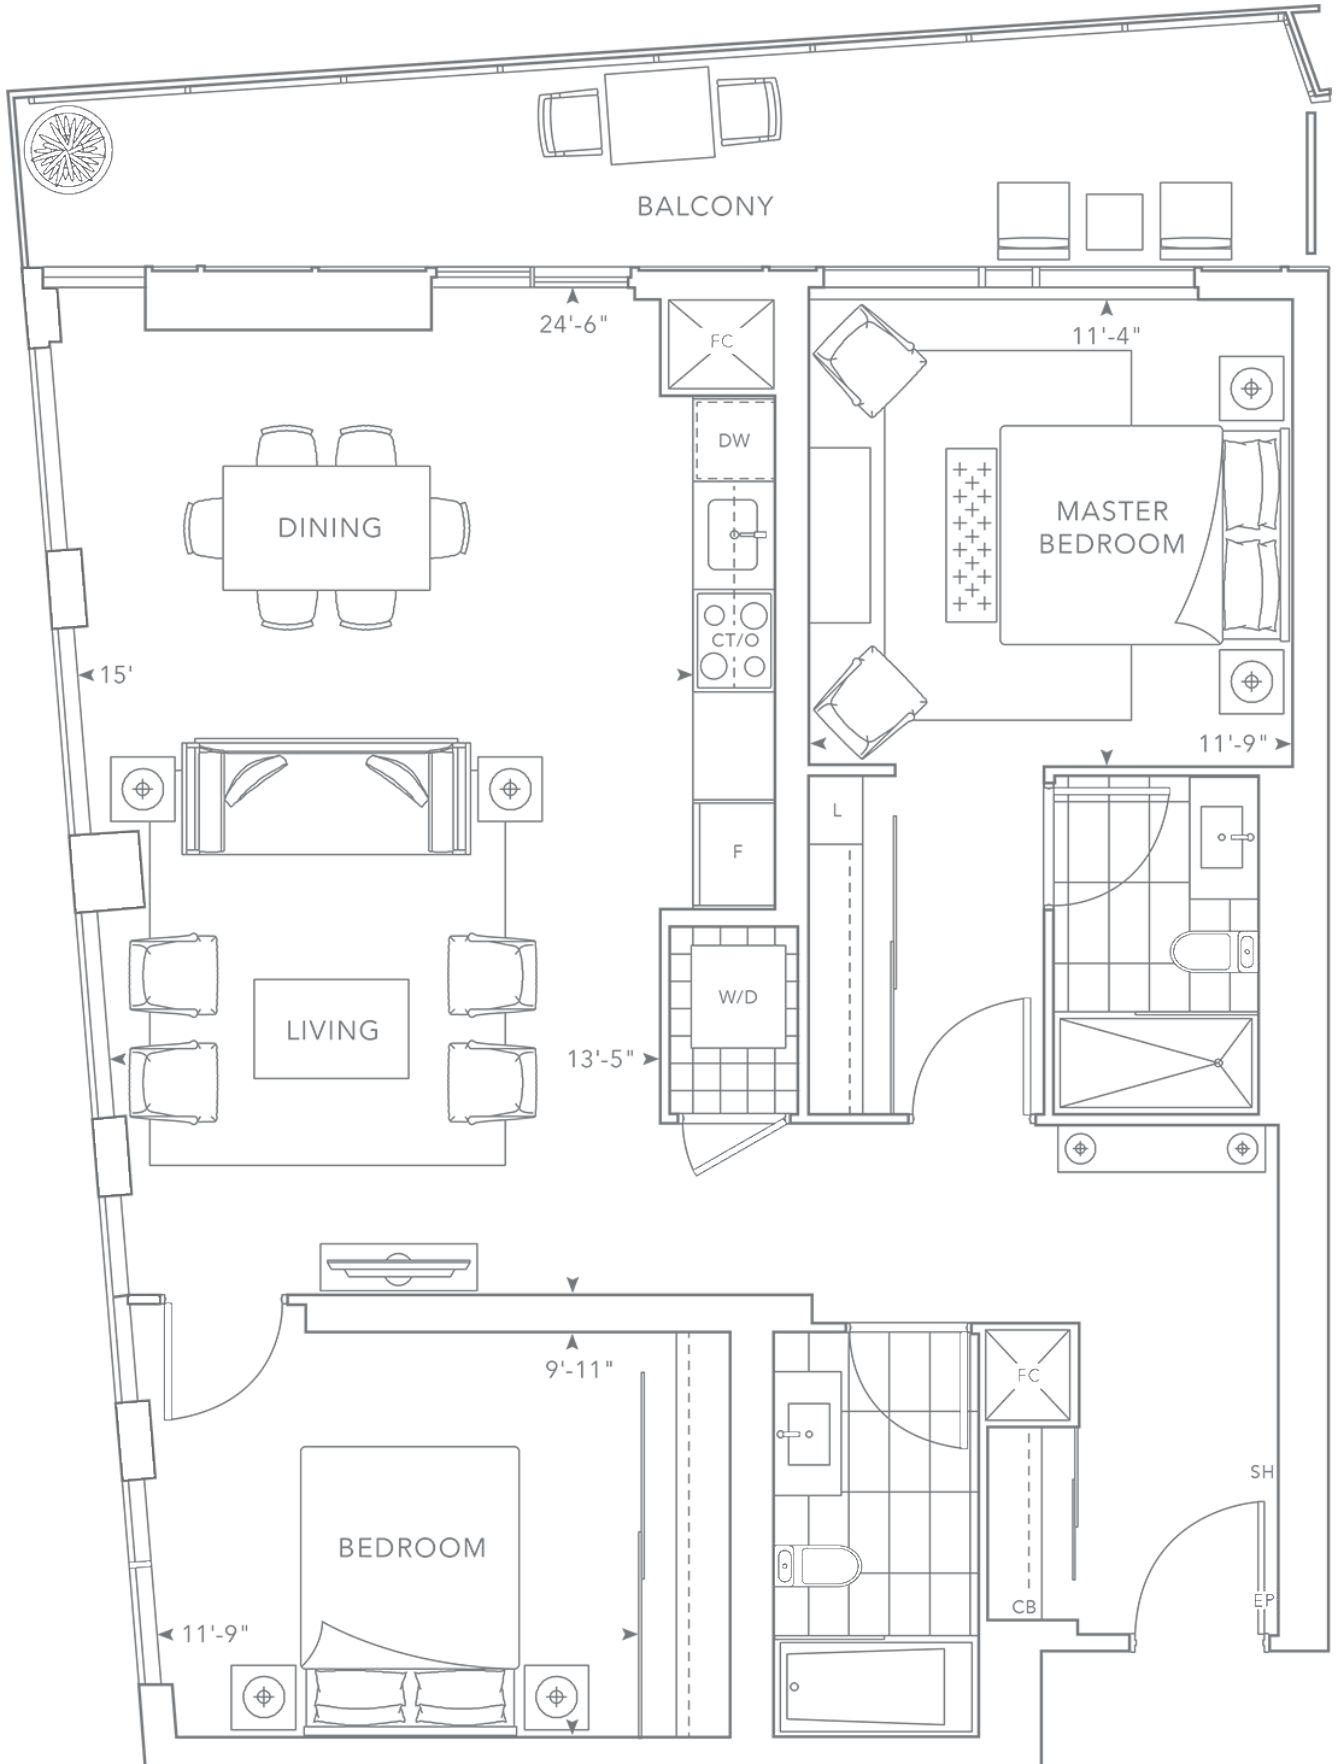 BALCONY
24'-6"
FC
11'-4"
DW
DINING
MASTER
BEDROOM
CT/O
15'
11'-9"
L
F
W/D
LIVING
13'-5"
9'-11"
FC
SH
BEDROOM
EP
CB
11'-9"